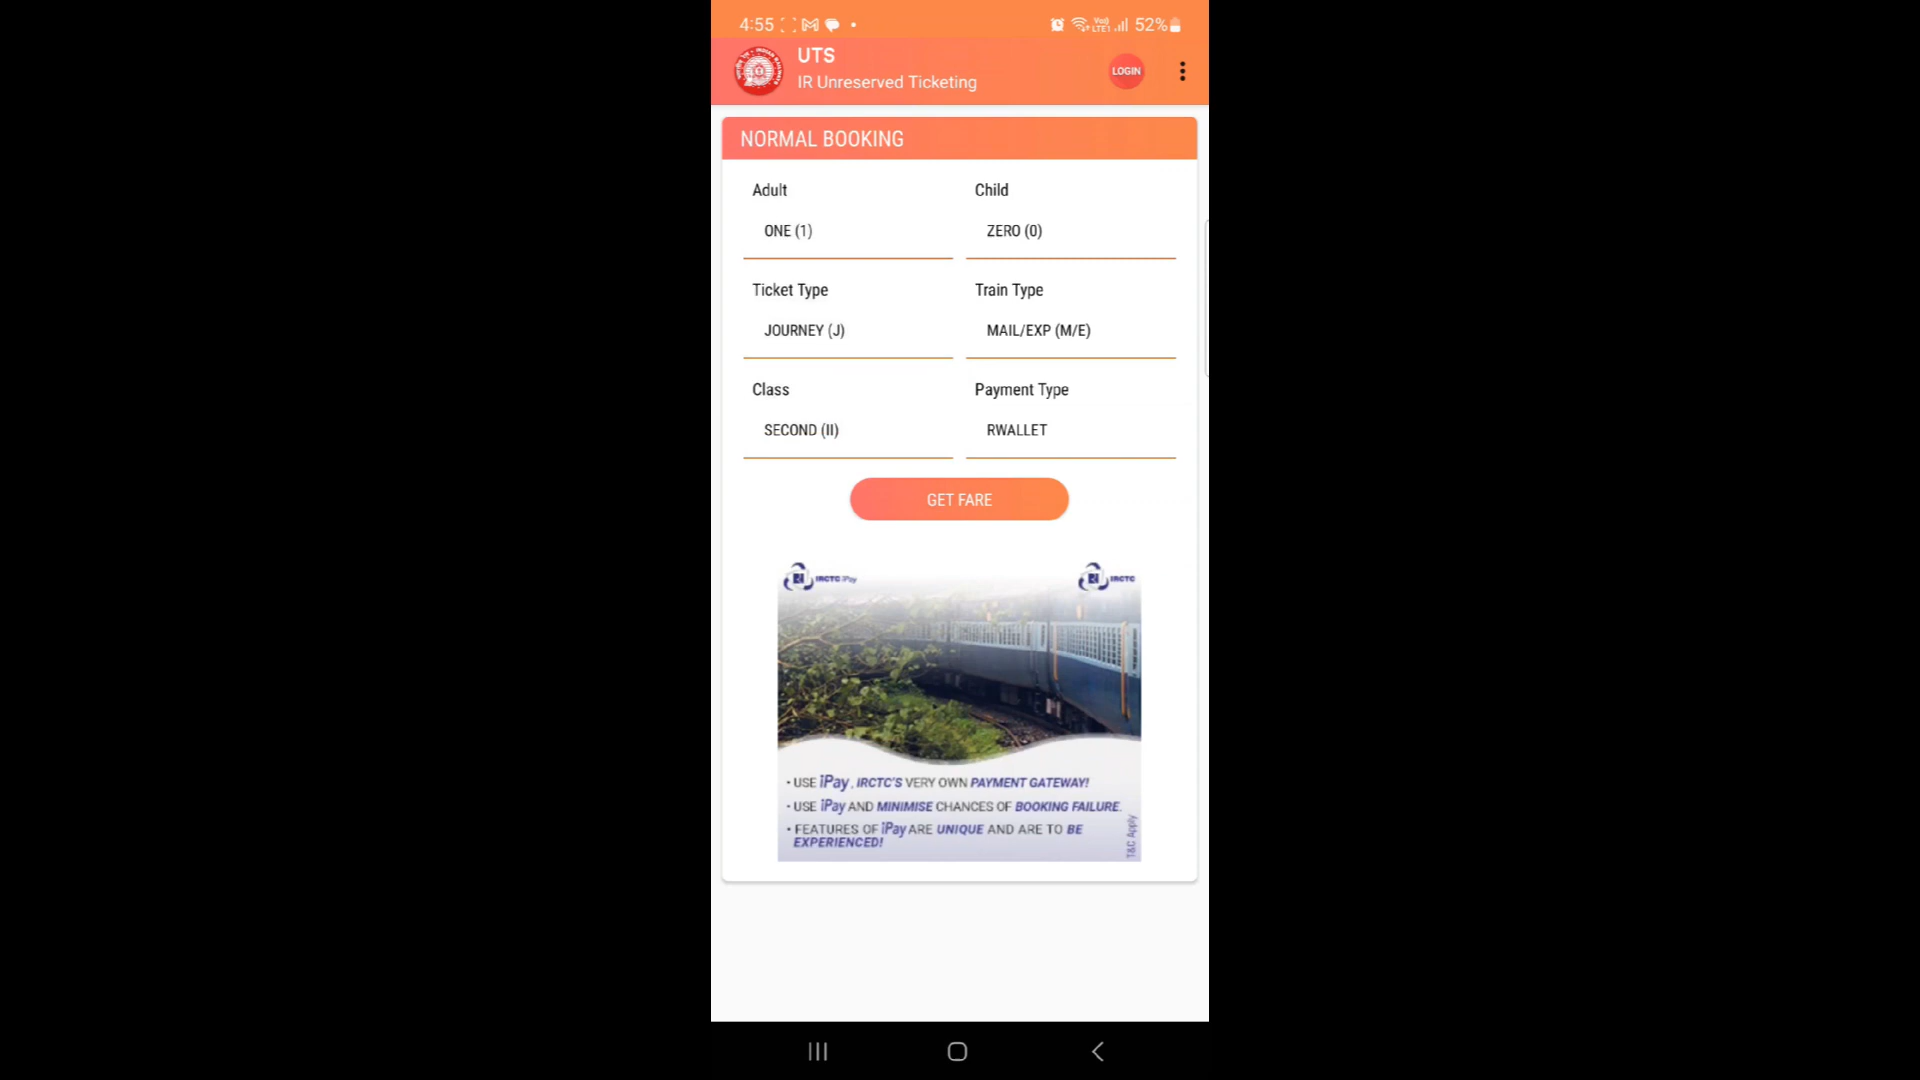 4:55
VoLTE1 52%
UTS
IR Unreserved Ticketing
LOGIN
NORMAL BOOKING
Adult
Child
ONE (1)
ZERO (0)
Ticket Type
Train Type
JOURNEY (J)
MAIL/EXP (M/E)
Class
Payment Type
SECOND (II)
RWALLET
GET FARE
IRCTC iPay
IRCTC
• USE iPay, IRCTC'S VERY OWN PAYMENT GATEWAY!
• USE iPay AND MINIMISE CHANCES OF BOOKING FAILURE.
• FEATURES OF iPay ARE UNIQUE AND ARE TO BE
EXPERIENCED!
T&C Apply